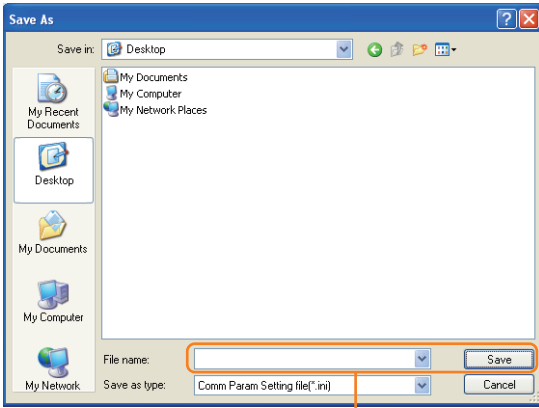 Save As
Save in:
Desktop
My Recent
Documents
Desktop
My Documents
My Computer
My Network
My Documents
My Computer
My Network Places
File name:
Save
Save as type:
Comm Param Setting file(*.ini)
Cancel